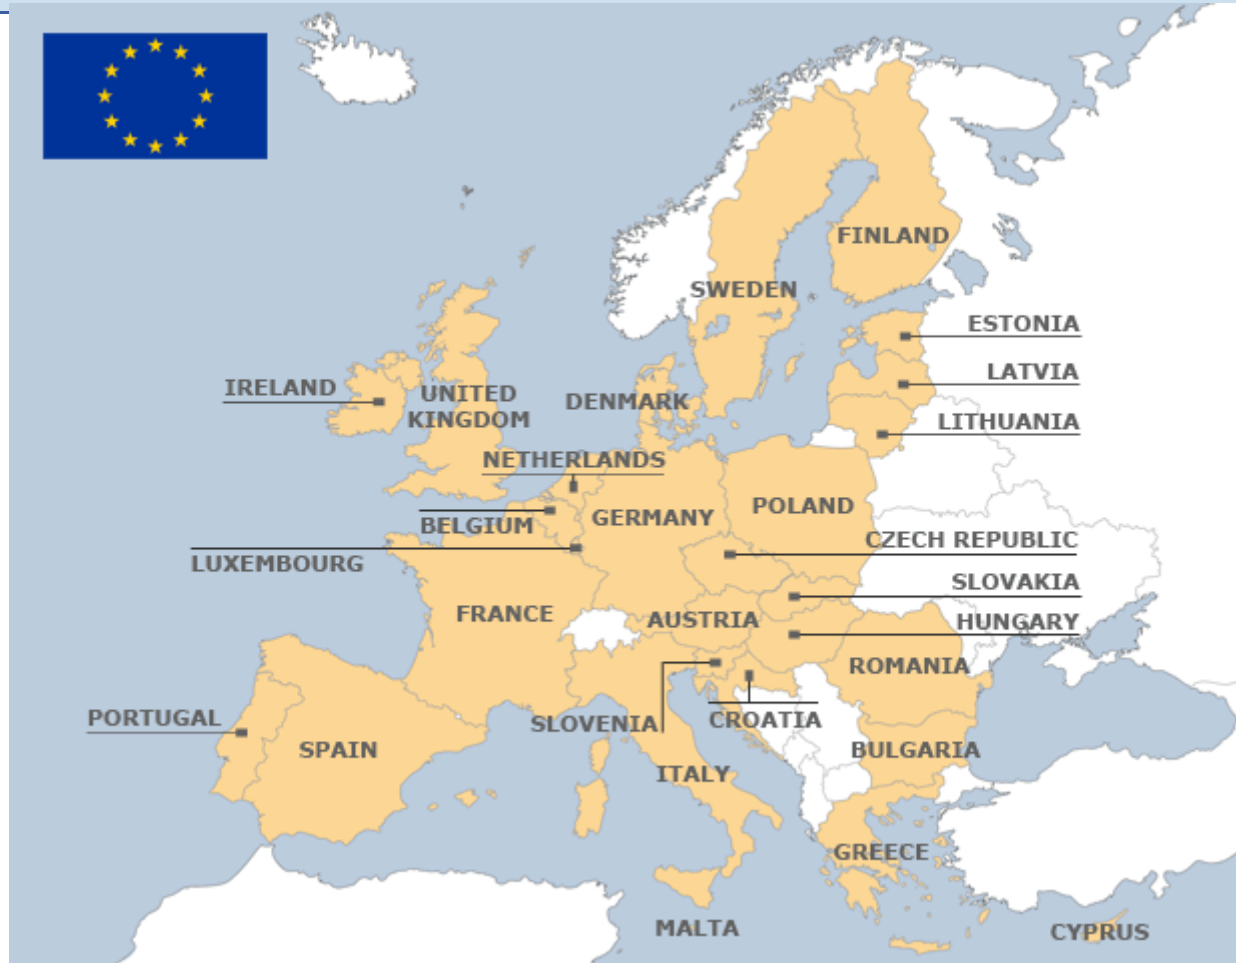 FINLAND
SWEDEN
ESTONIA
LATVIA
IRELAND
UNITED
KINGDOM
DENMARK
LITHUANIA
NETHERLANDS
POLAND
BELGIUM
GERMANY
CZECH REPUBLIC
LUXEMBOURG
SLOVAKIA
FRANCE
AUSTRIA
HUNGARY
ROMANIA
PORTUGAL
SLOVENIA
CROATIA
SPAIN
BULGARIA
ITALY
GREECE
MALTA
CYPRUS